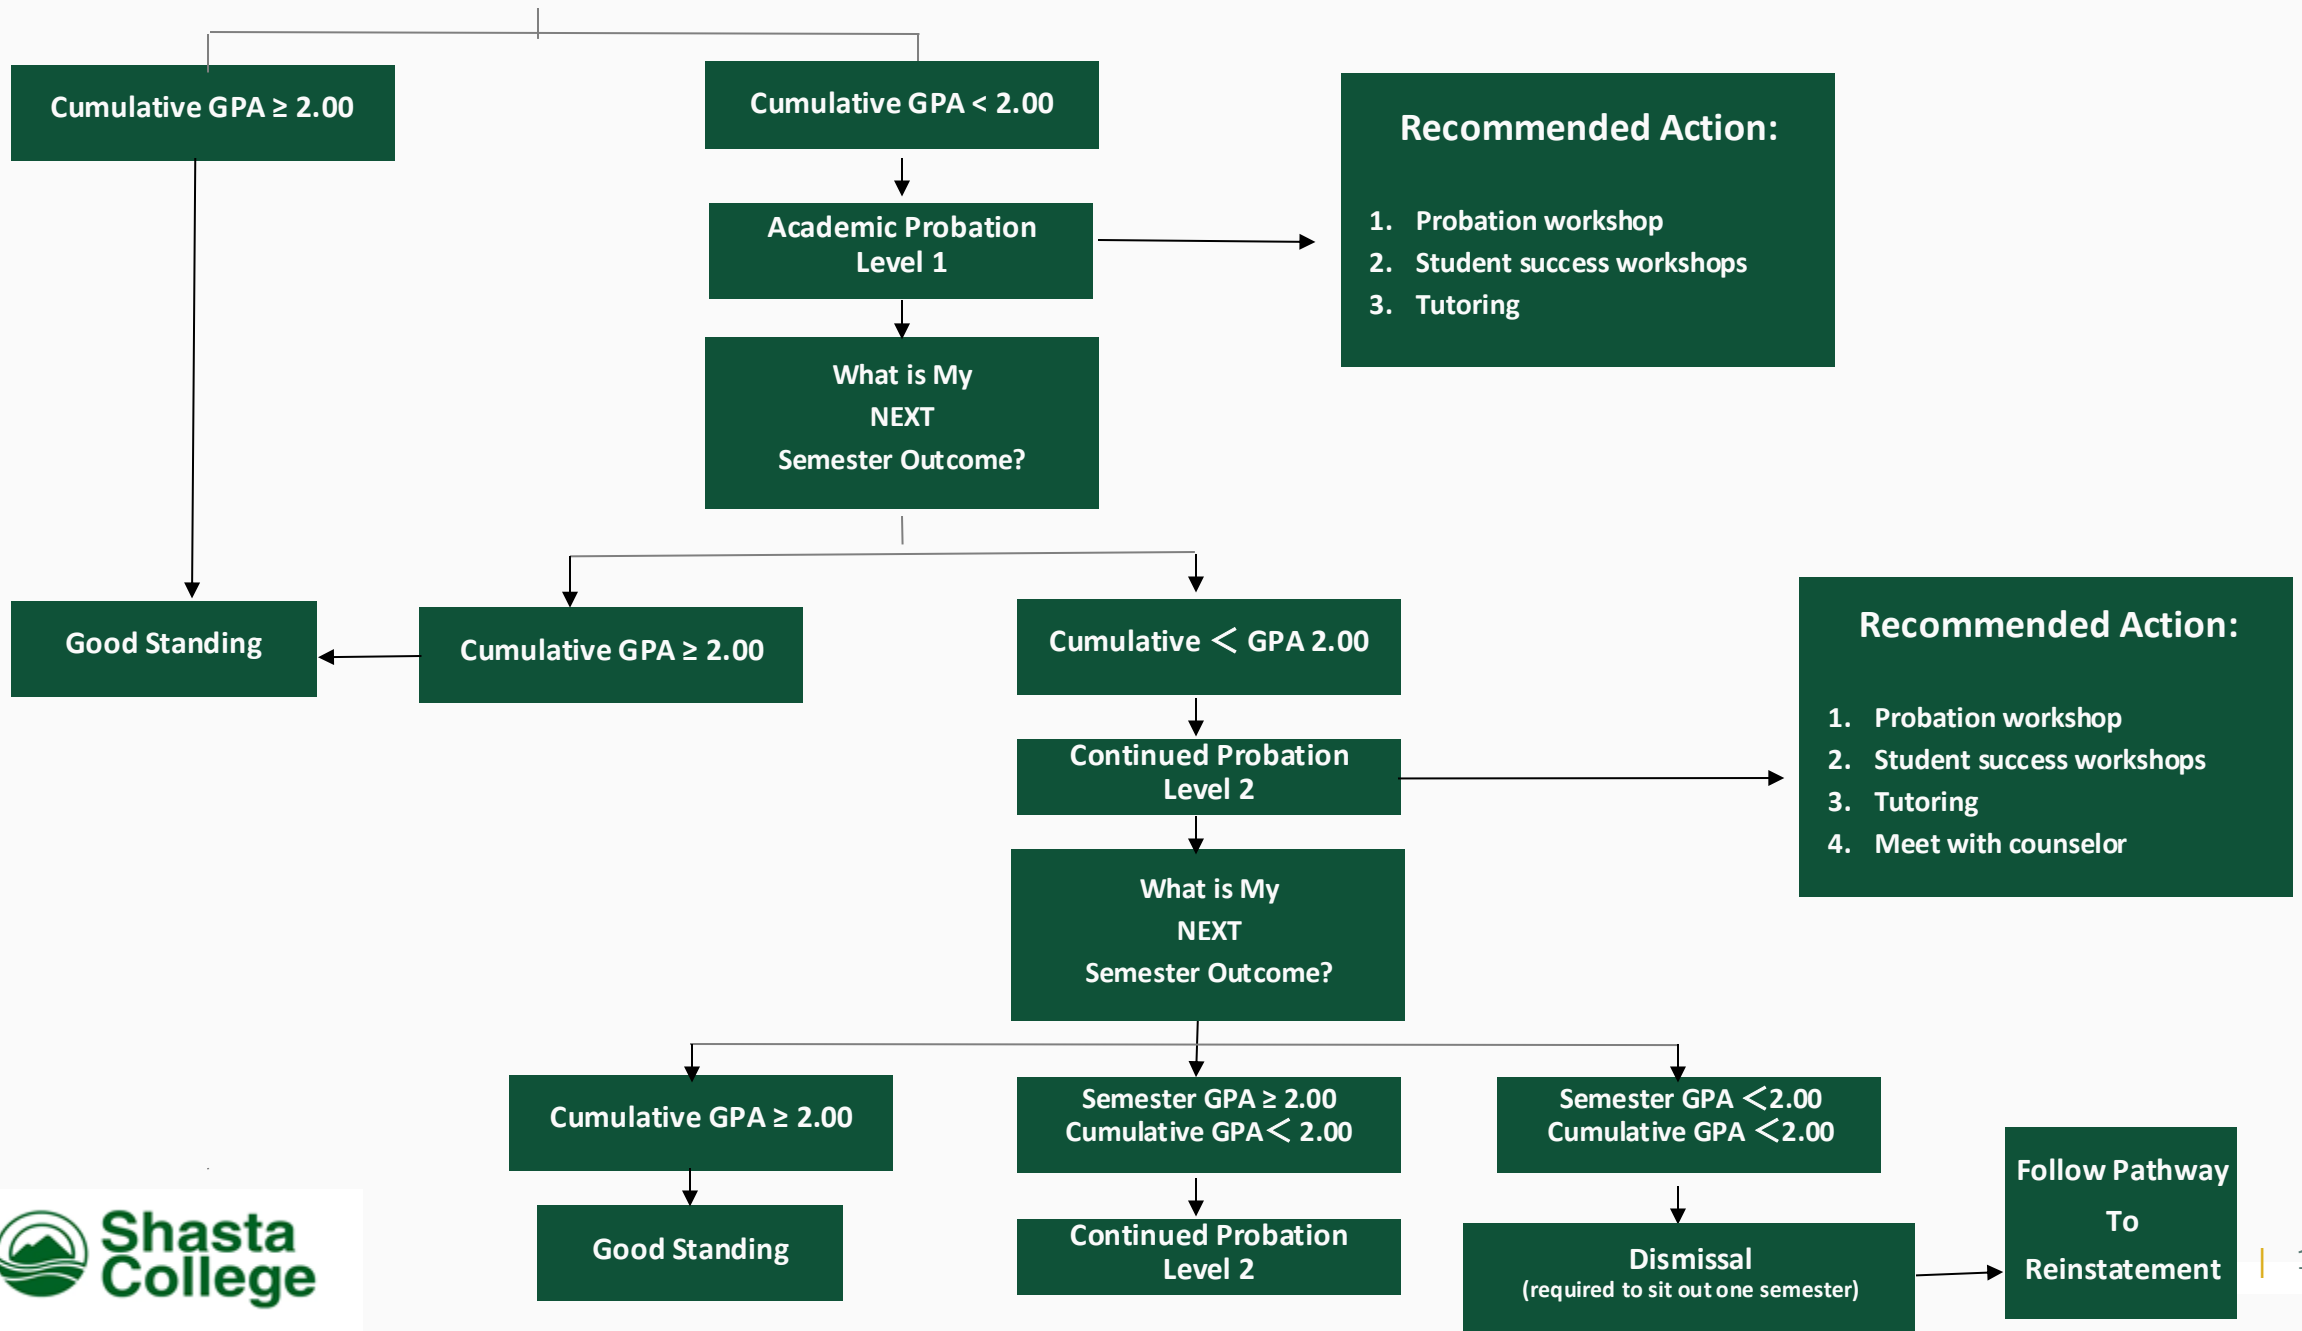 Cumulative GPA ≥ 2.00
Cumulative GPA < 2.00
Recommended Action:
1. Probation workshop
2. Student success workshops
3. Tutoring
Academic Probation
Level 1
What is My
NEXT
Semester Outcome?
Good Standing
Cumulative GPA ≥ 2.00
Cumulative < GPA 2.00
Recommended Action:
1. Probation workshop
2. Student success workshops
3. Tutoring
4. Meet with counselor
Continued Probation
Level 2
What is My
NEXT
Semester Outcome?
Cumulative GPA ≥ 2.00
Semester GPA ≥ 2.00
Cumulative GPA < 2.00
Semester GPA <2.00
Cumulative GPA <2.00
Good Standing
Continued Probation
Level 2
Dismissal
(required to sit out one semester)
Follow Pathway
To
Reinstatement
Shasta
College